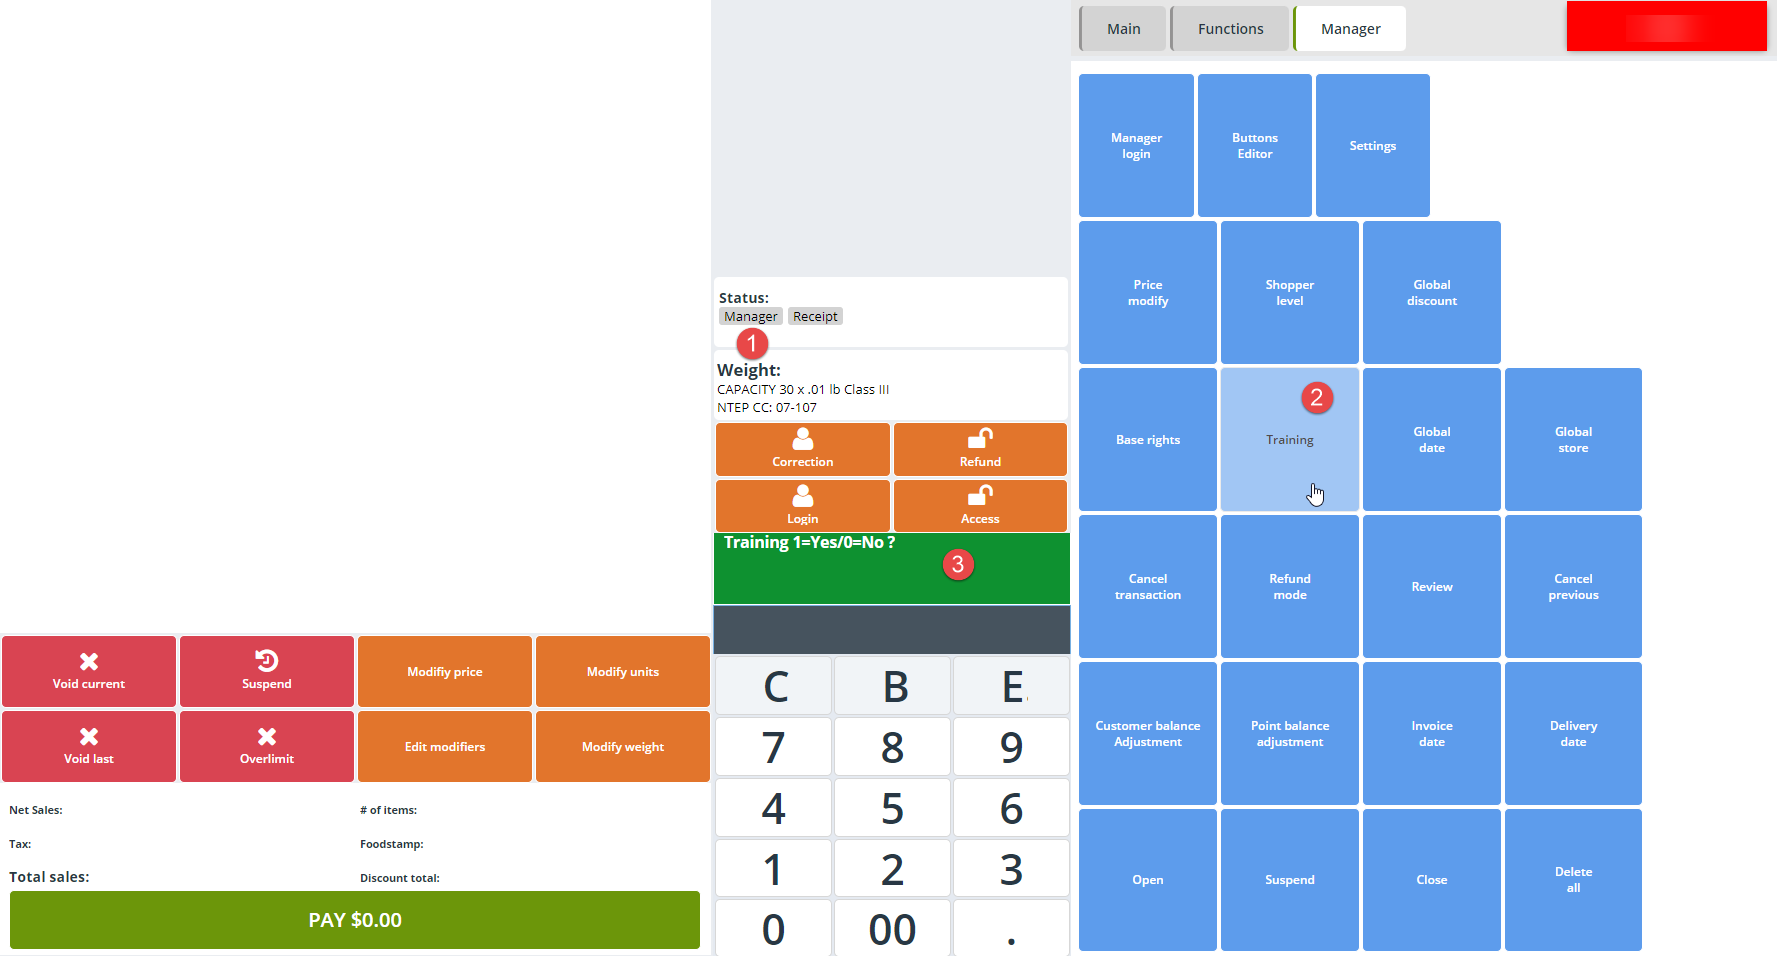 Main
Functions
Manager
Manager
login
Buttons
Editor
Settings
Price
modify
Shopper
level
Global
discount
Base rights
2
Training
Global
date
Global
store
Cancel
transaction
Refund
mode
Review
Cancel
previous
Customer balance
Adjustment
Point balance
adjustment
Invoice
date
Delivery
date
Open
Suspend
Close
Delete
all
Status:
Manager Receipt
1
Weight:
CAPACITY 30 x .01 lb Class III
NTEP CC: 07-107
Correction
Refund
Login
Access
Training 1=Yes/0=No ?
3
C B E.
7 8 9
4 5 6
1 2 3
0 00 .
Void current
Suspend
Modifiy price
Modify units
Void last
Overlimit
Edit modifiers
Modify weight
Net Sales:
# of items:
Tax:
Foodstamp:
Total sales:
Discount total:
PAY $0.00